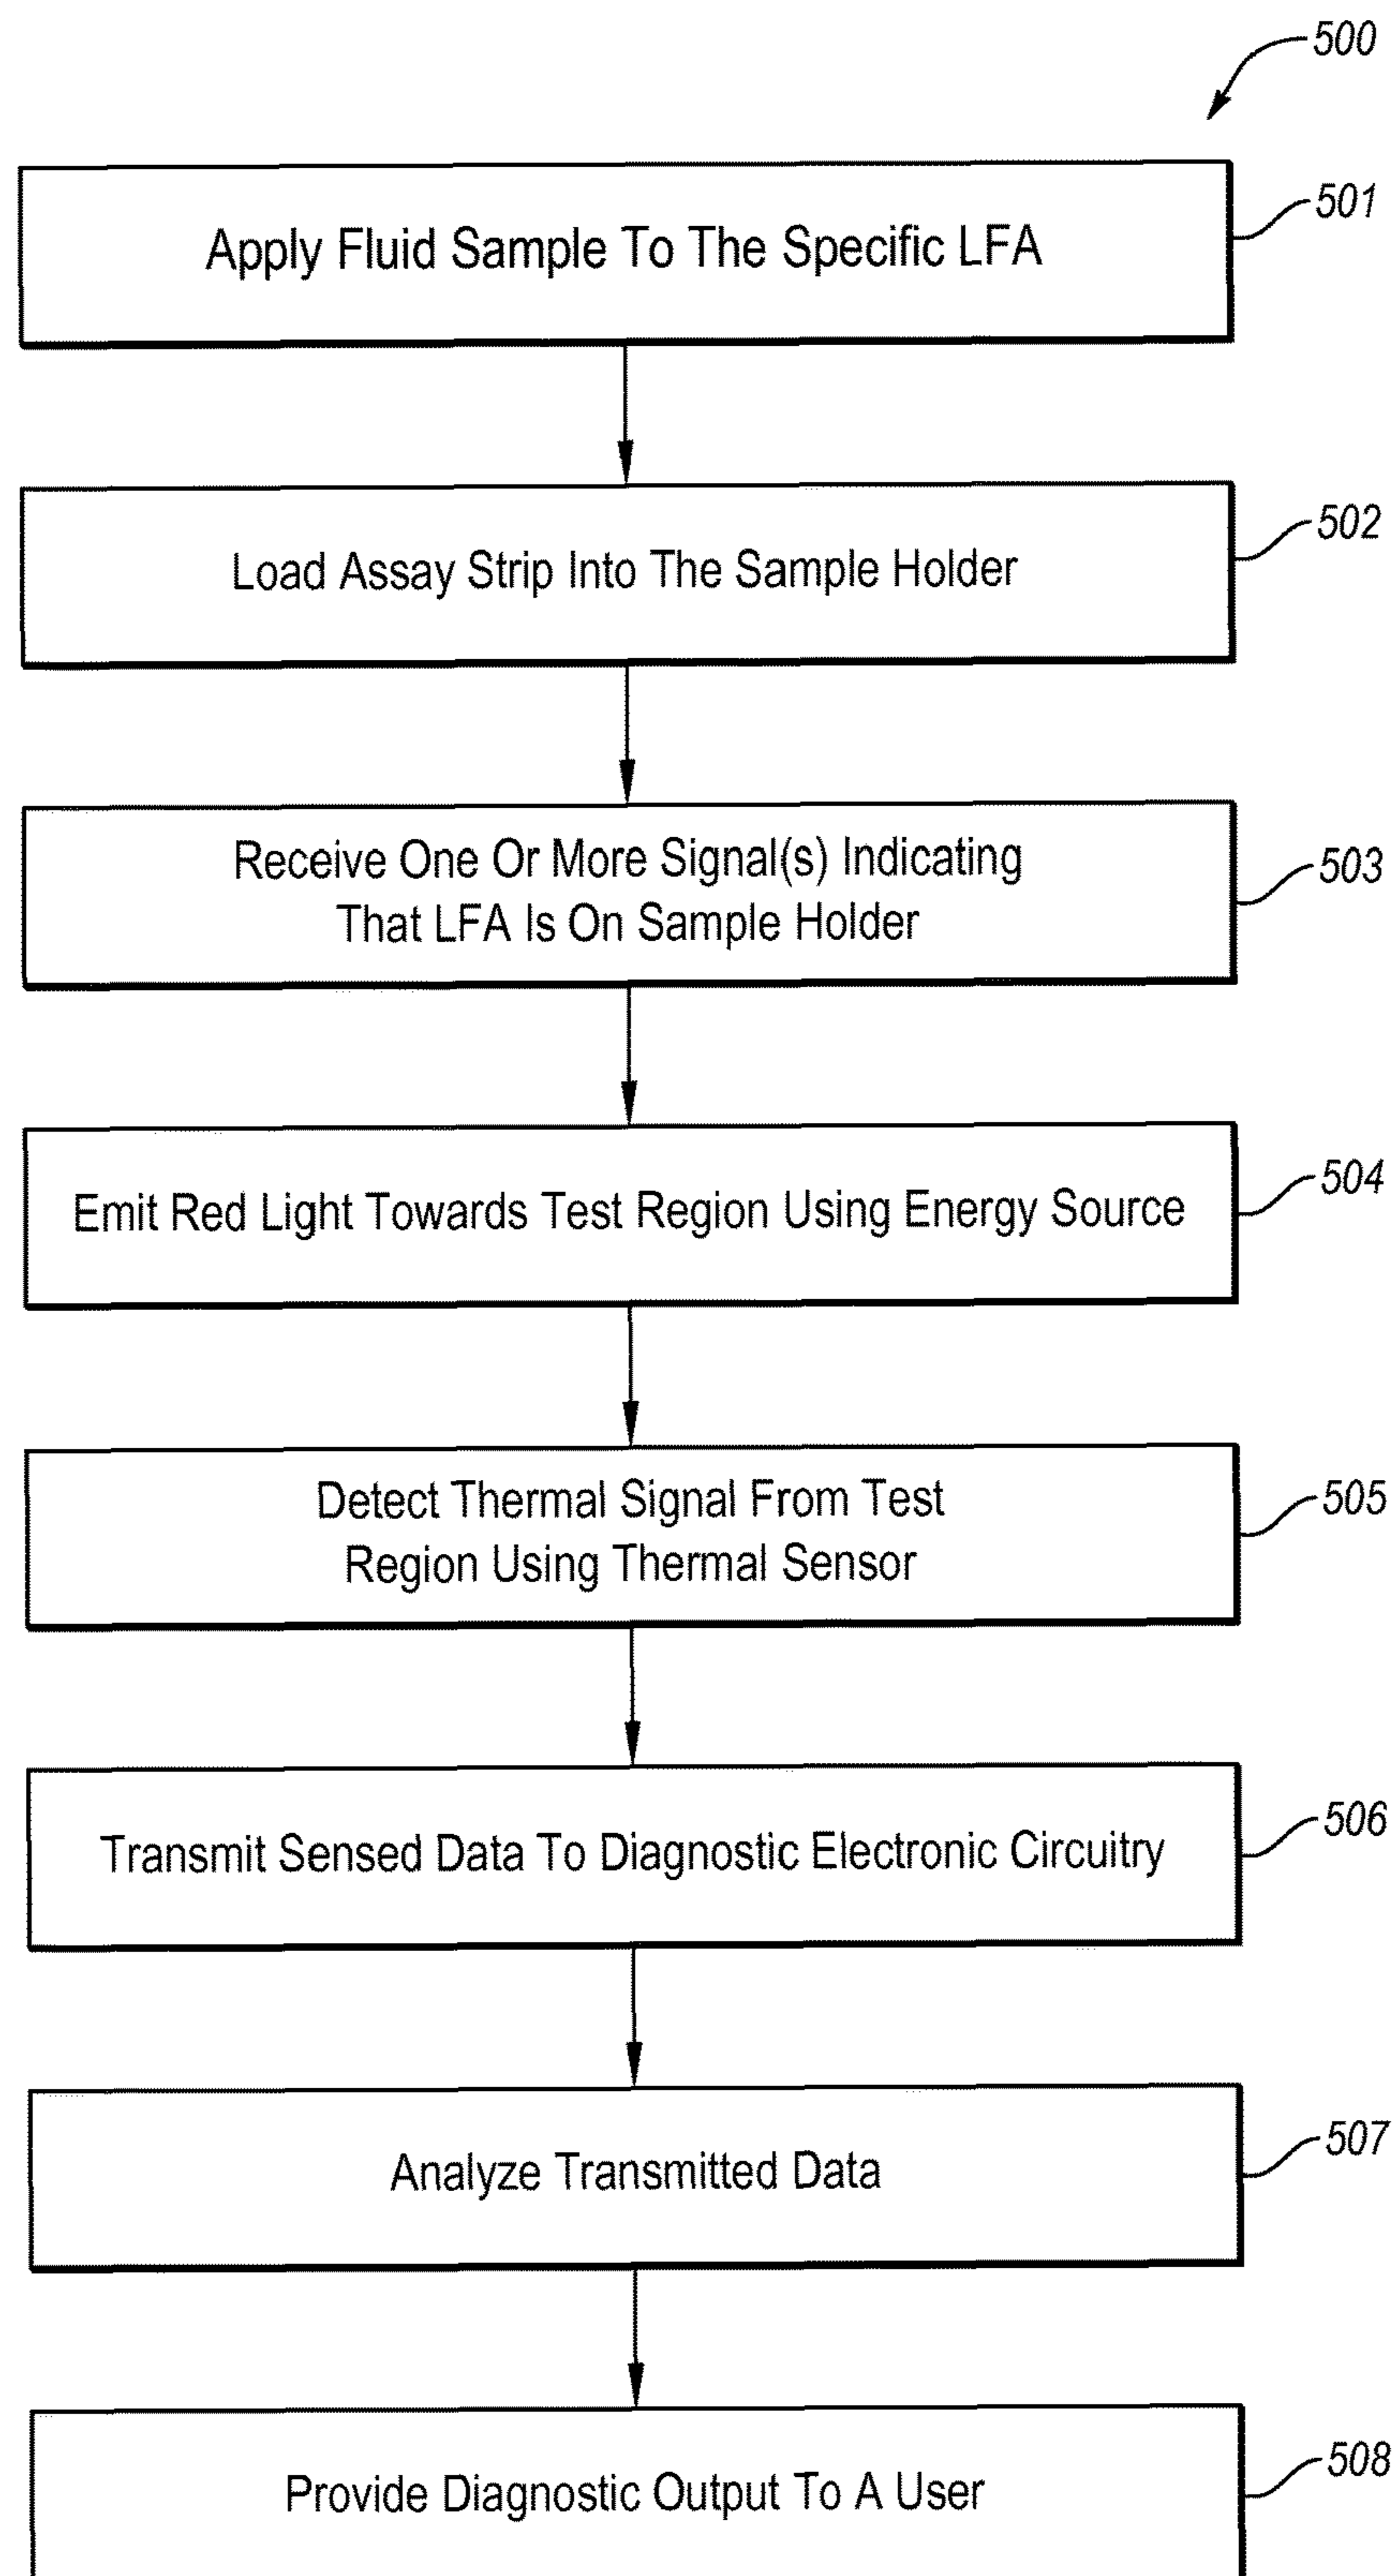 500
Apply Fluid Sample To The Specific LFA
501
Load Assay Strip Into The Sample Holder
502
Receive One Or More Signal(s) Indicating
That LFA Is On Sample Holder
503
Emit Red Light Towards Test Region Using Energy Source
504
Detect Thermal Signal From Test
Region Using Thermal Sensor
505
Transmit Sensed Data To Diagnostic Electronic Circuitry
506
Analyze Transmitted Data
507
Provide Diagnostic Output To A User
508